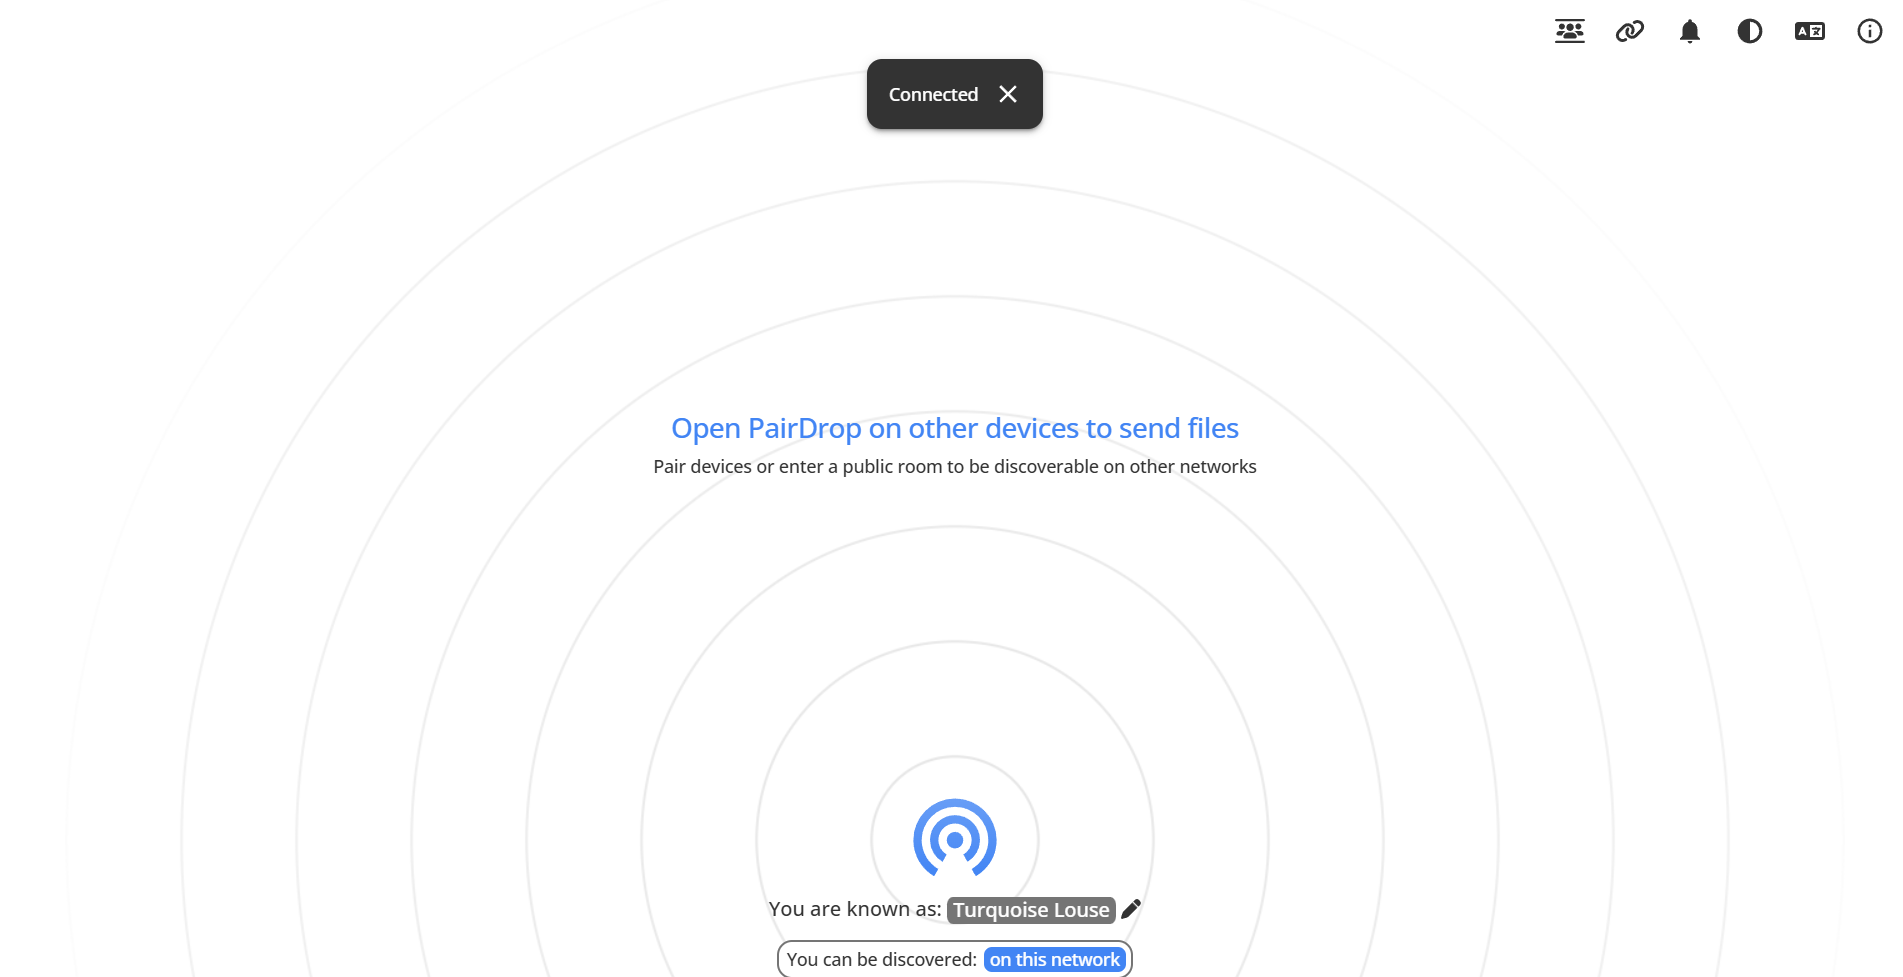 Connected
Open PairDrop on other devices to send files
Pair devices or enter a public room to be discoverable on other networks
You are known as: Turquoise Louse
You can be discovered: on this network